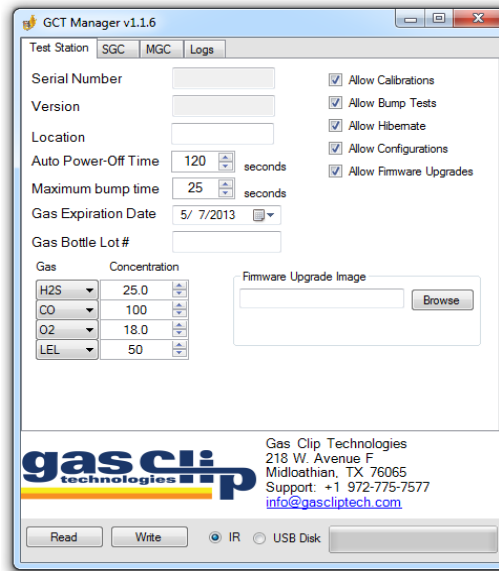 GCT Manager v1.1.6
Test Station SGC MGC Logs
Serial Number
Allow Calibrations
Version
Allow Bump Tests
Location
Allow Hibernate
Auto Power-Off Time 120 seconds
Allow Configurations
Maximum bump time 25 seconds
Allow Firmware Upgrades
Gas Expiration Date 5/ 7/2013
Gas Bottle Lot #
Gas Concentration
Firmware Upgrade Image
H2S 25.0
Browse
CO 100
O2 18.0
LEL 50
gas clip
technologies
Gas Clip Technologies
218 W. Avenue F
Midloathian, TX 76065
Support: +1 972-775-7577
info@gascliptech.com
Read Write IR USB Disk